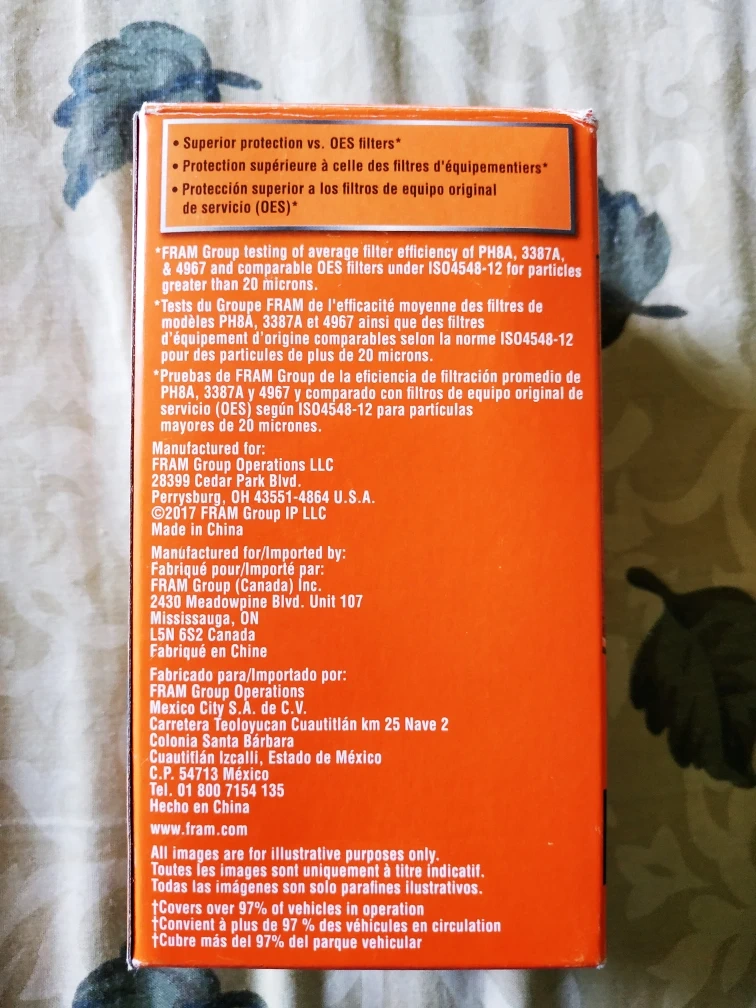 • Superior protection vs. OES filters*
• Protection supérieure à celle des filtres d'équipementiers*
• Protección superior a los filtros de equipo original
de servicio (OES)*
*FRAM Group testing of average filter efficiency of PH8A, 3387A,
& 4967 and comparable OES filters under ISO4548-12 for particles
greater than 20 microns.
*Tests du Groupe FRAM de l'efficacité moyenne des filtres de
modèles PH8A, 3387A et 4967 ainsi que des filtres
d'équipement d'origine comparables selon la norme ISO4548-12
pour des particules de plus de 20 microns.
*Pruebas de FRAM Group de la eficiencia de filtración promedio de
PH8A, 3387A y 4967 y comparado con filtros de equipo original de
servicio (OES) según ISO4548-12 para partículas
mayores de 20 micrones.
Manufactured for:
FRAM Group Operations LLC
28399 Cedar Park Blvd.
Perrysburg, OH 43551-4864 U.S.A.
©2017 FRAM Group IP LLC
Made in China
Manufactured for/Imported by:
Fabriqué pour/Importé par:
FRAM Group (Canada) Inc.
2430 Meadowpine Blvd. Unit 107
Mississauga, ON
L5N 6S2 Canada
Fabriqué en Chine
Fabricado para/Importado por:
FRAM Group Operations
Mexico City S.A. de C.V.
Carretera Teoloyucan Cuautitlán km 25 Nave 2
Colonia Santa Bárbara
Cuautitlán Izcalli, Estado de México
C.P. 54713 México
Tel. 01 800 7154 135
Hecho en China
www.fram.com
All images are for illustrative purposes only.
Toutes les images sont uniquement à titre indicatif.
Todas las imágenes son solo parafines ilustrativos.
†Covers over 97% of vehicles in operation
†Convient à plus de 97 % des véhicules en circulation
†Cubre más del 97% del parque vehicular